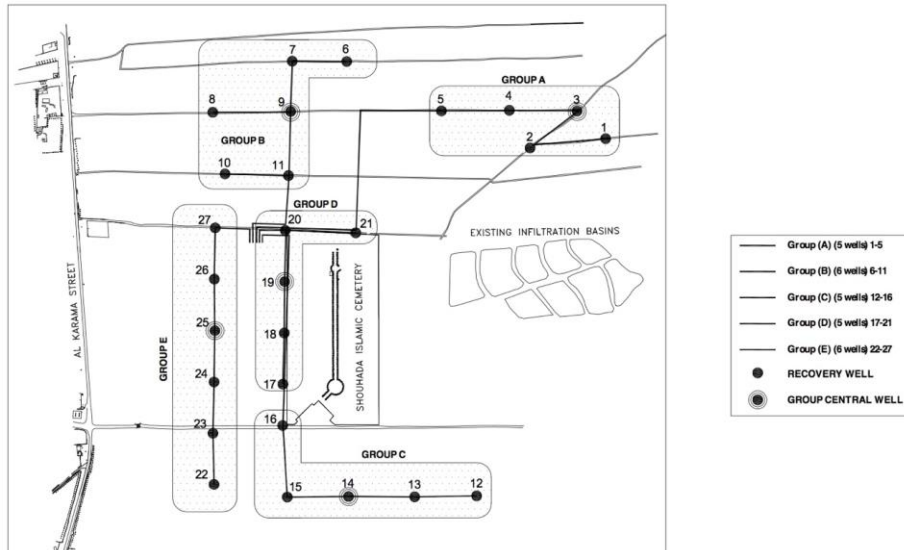 7
6
GROUP A
5
4
3
8
9
2
1
GROUP B
10
11
GROUP D
27
20
21
EXISTING INFILTRATION BASINS
26
19
AL KARAMA STREET
25
SHOUHADA ISLAMIC CEMETERY
18
GROUP E
24
17
16
23
GROUP C
22
15
14
13
12
Group (A) (5 wells) 1-5
Group (B) (6 wells) 6-11
Group (C) (5 wells) 12-16
Group (D) (5 wells) 17-21
Group (E) (6 wells) 22-27
RECOVERY WELL
GROUP CENTRAL WELL